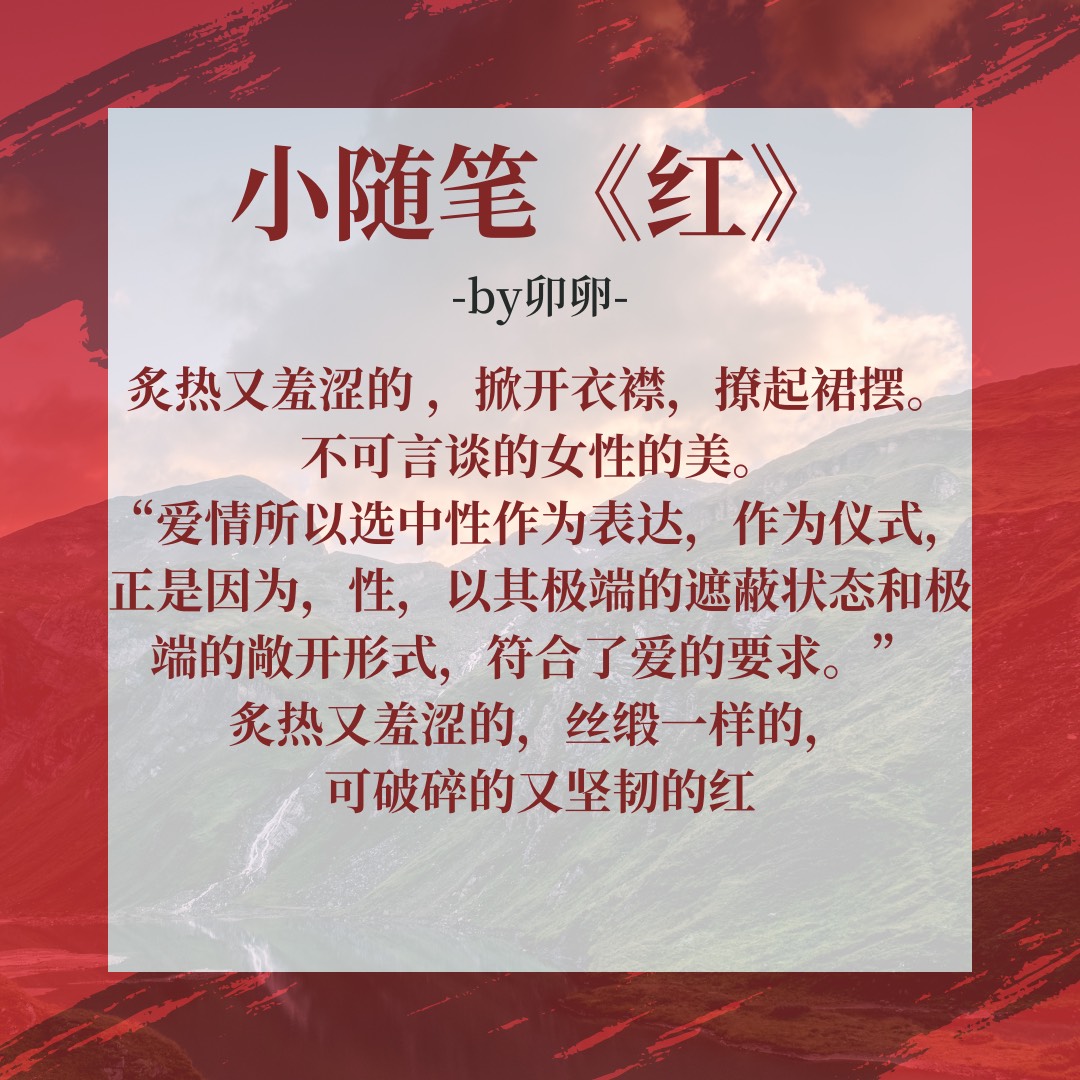 小随笔《红》
-by卯卵-
炙热又羞涩的，掀开衣襟，撩起裙摆。
不可言谈的女性的美。
“爱情所以选中性作为表达，作为仪式，
正是因为，性，以其极端的遮蔽状态和极
端的敞开形式，符合了爱的要求。”
炙热又羞涩的，丝缎一样的，
可破碎的又坚韧的红